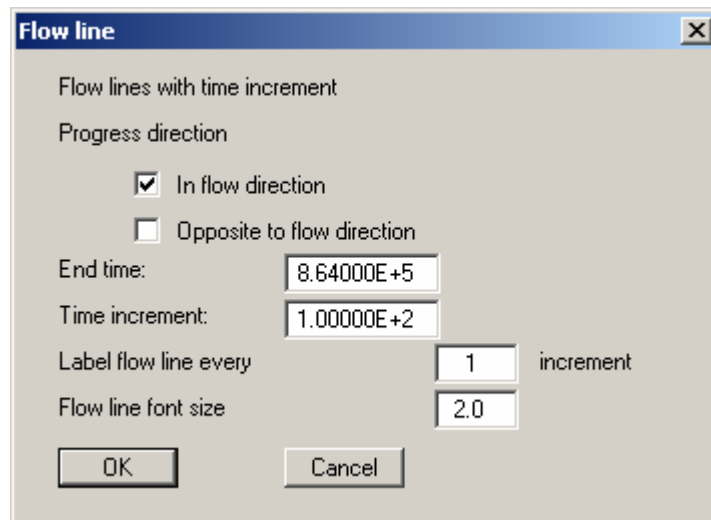 Flow line
Flow lines with time increment
Progress direction
In flow direction
Opposite to flow direction
End time: 8.64000E+5
Time increment: 1.00000E+2
Label flow line every 1 increment
Flow line font size 2.0
OK Cancel